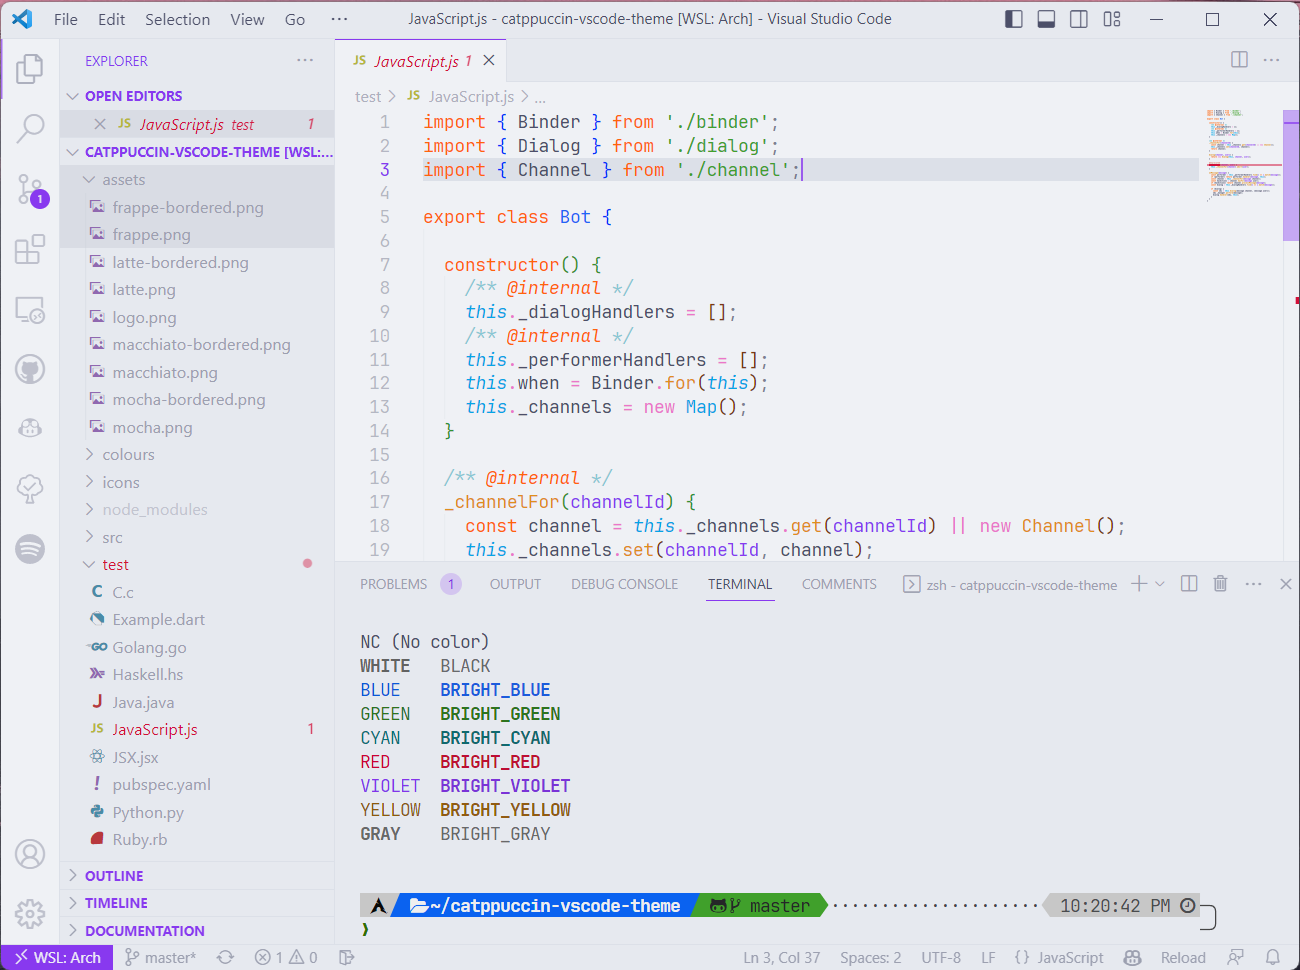 File Edit Selection View Go ···
JavaScript.js - catppuccin-vscode-theme [WSL: Arch] - Visual Studio Code
EXPLORER ···
OPEN EDITORS
JS JavaScript.js test 1
CATPPUCCIN-VSCODE-THEME [WSL:...
assets
frappe-bordered.png
frappe.png
latte-bordered.png
latte.png
logo.png
macchiato-bordered.png
macchiato.png
mocha-bordered.png
mocha.png
colours
icons
node_modules
src
test
C C.c
Example.dart
GO Golang.go
Haskell.hs
J Java.java
JS JavaScript.js 1
JSX.jsx
! pubspec.yaml
Python.py
Ruby.rb
OUTLINE
TIMELINE
DOCUMENTATION
1
JS JavaScript.js 1
test > JS JavaScript.js > ...
1 import { Binder } from './binder';
2 import { Dialog } from './dialog';
3 import { Channel } from './channel';
4
5 export class Bot {
6
7 constructor() {
8 /** @internal */
9 this._dialogHandlers = [];
10 /** @internal */
11 this._performerHandlers = [];
12 this.when = Binder.for(this);
13 this._channels = new Map();
14 }
15
16 /** @internal */
17 _channelFor(channelId) {
18 const channel = this._channels.get(channelId) || new Channel();
19 this._channels.set(channelId, channel);
PROBLEMS 1 OUTPUT DEBUG CONSOLE TERMINAL COMMENTS zsh - catppuccin-vscode-theme
NC (No color)
WHITE BLACK
BLUE BRIGHT_BLUE
GREEN BRIGHT_GREEN
CYAN BRIGHT_CYAN
RED BRIGHT_RED
VIOLET BRIGHT_VIOLET
YELLOW BRIGHT_YELLOW
GRAY BRIGHT_GRAY
~/catppuccin-vscode-theme master 10:20:42 PM
❯
WSL: Arch master* 1 0 Ln 3, Col 37 Spaces: 2 UTF-8 LF {} JavaScript Reload